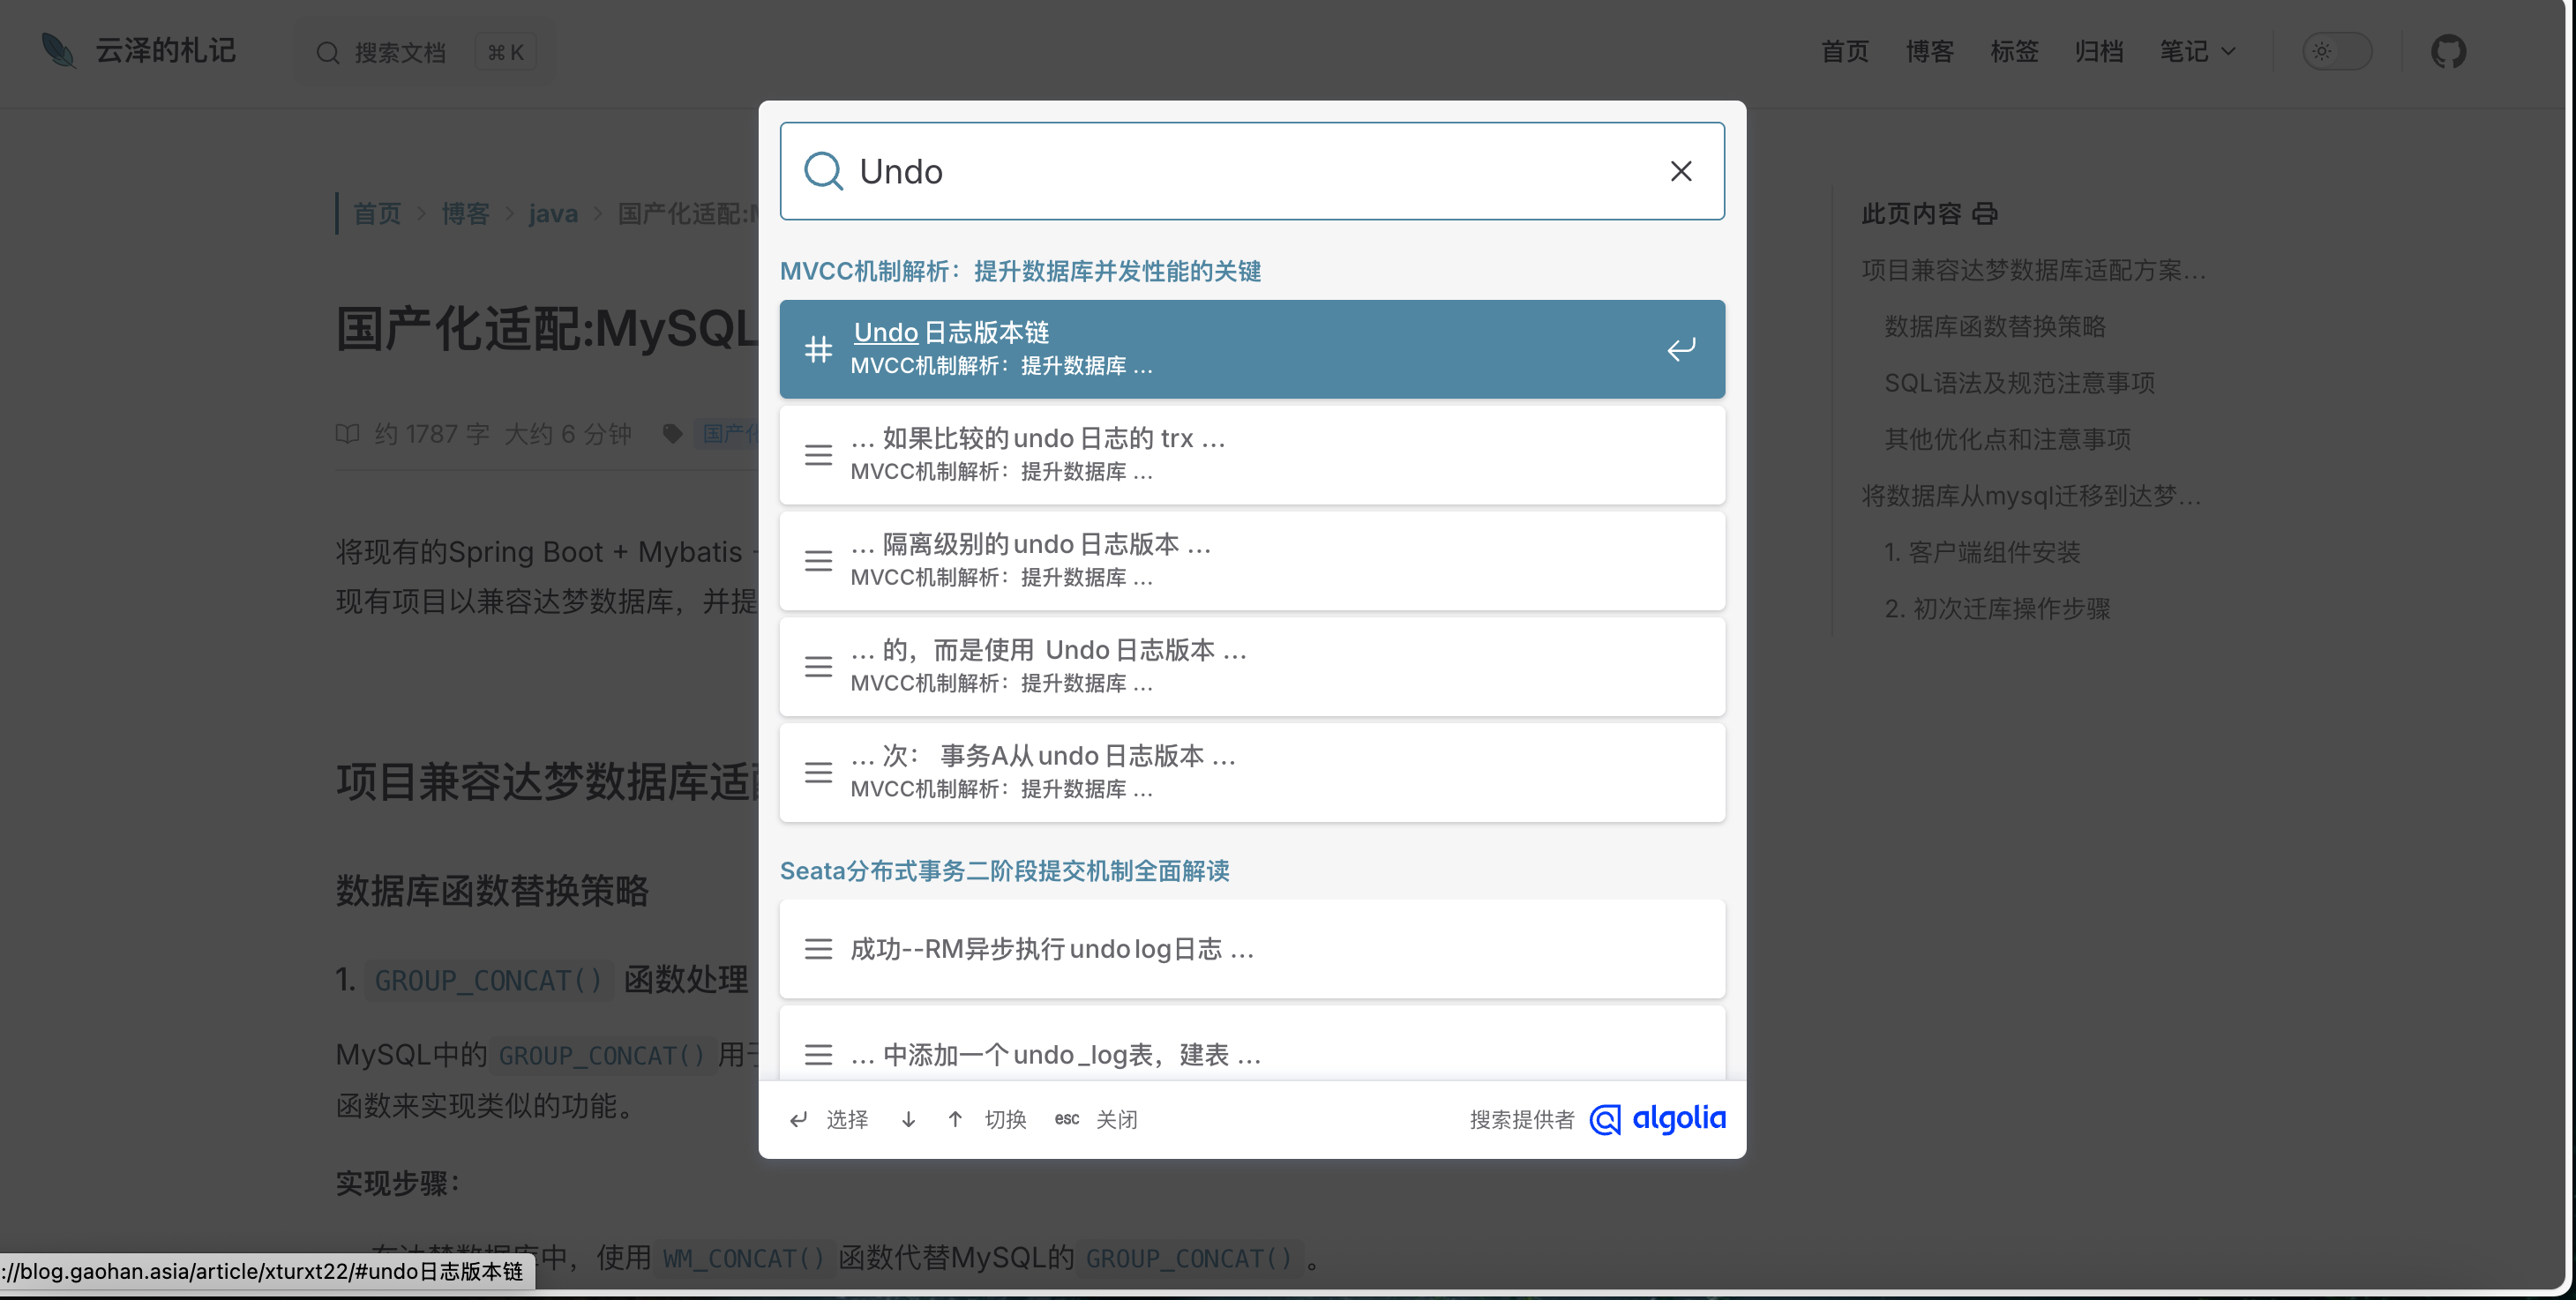 云泽的札记
搜索文档 ⌘ K
首页 博客 标签 归档 笔记
首页 > 博客 > java > 国产化适配:
国产化适配:MySQL
约 1787 字 大约 6 分钟 国产化
将现有的Spring Boot + Mybatis
现有项目以兼容达梦数据库，并提
项目兼容达梦数据库适
数据库函数替换策略
1. GROUP_CONCAT() 函数处理
MySQL中的 GROUP_CONCAT() 用于
函数来实现类似的功能。
实现步骤：
在达梦数据库中，使用 WM_CONCAT() 函数代替MySQL的 GROUP_CONCAT() 。
Undo
MVCC机制解析：提升数据库并发性能的关键
Undo 日志版本链
MVCC机制解析：提升数据库 …
… 如果比较的 undo 日志的 trx …
MVCC机制解析：提升数据库 …
… 隔离级别的 undo 日志版本 …
MVCC机制解析：提升数据库 …
… 的，而是使用 Undo 日志版本 …
MVCC机制解析：提升数据库 …
… 次： 事务A从 undo 日志版本 …
MVCC机制解析：提升数据库 …
Seata分布式事务二阶段提交机制全面解读
成功--RM异步执行 undo log日志 …
… 中添加一个 undo _log表，建表 …
选择 切换 esc 关闭
搜索提供者 algolia
此页内容
项目兼容达梦数据库适配方案…
数据库函数替换策略
SQL语法及规范注意事项
其他优化点和注意事项
将数据库从mysql迁移到达梦…
1. 客户端组件安装
2. 初次迁库操作步骤
://blog.gaohan.asia/article/xturxt22/#undo日志版本链